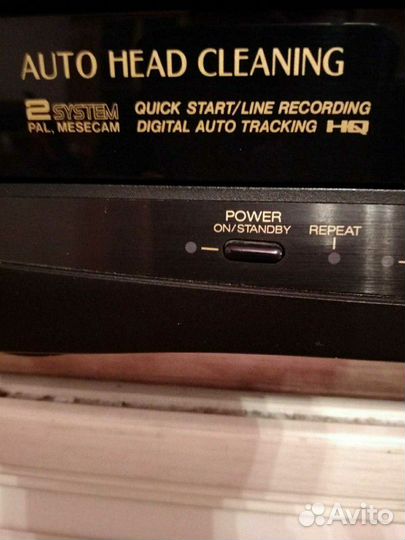 AUTO HEAD CLEANING
2 SYSTEM QUICK START/LINE RECORDING
PAL, MESECAM DIGITAL AUTO TRACKING HQ
POWER
ON/STANDBY REPEAT
Avito